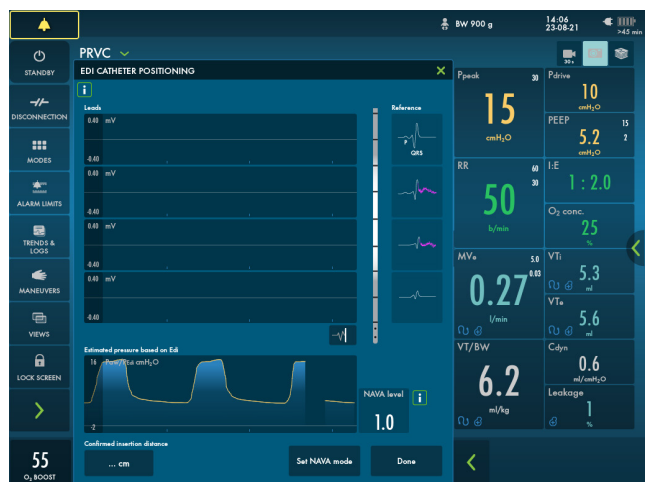 BW 900 g
14:06
23-08-21
>45 min
STANDBY
DISCONNECTION
MODES
ALARM LIMITS
TRENDS &
LOGS
MANEUVERS
VIEWS
LOCK SCREEN
55
O₂ BOOST
PRVC
EDI CATHETER POSITIONING
i
Leads
Reference
0.40 mV
-0.40
0.40 mV
-0.40
0.40 mV
-0.40
0.40 mV
-0.40
P
QRS
Estimated pressure based on Edi
16 Paw/Edi cmH₂O
-2
NAVA level
i
1.0
Confirmed insertion distance
... cm
Set NAVA mode
Done
30 s
Ppeak 30
15
cmH₂O
Pdrive
10
cmH₂O
PEEP 15
5.2 2
cmH₂O
RR 60
30
50
b/min
I:E
1 : 2.0
O₂ conc.
25
%
MVe 5.0
0.03
0.27
l/min
VTi
5.3
ml
VTe
5.6
ml
VT/BW
6.2
ml/kg
Cdyn
0.6
ml/cmH₂O
Leakage
1
%